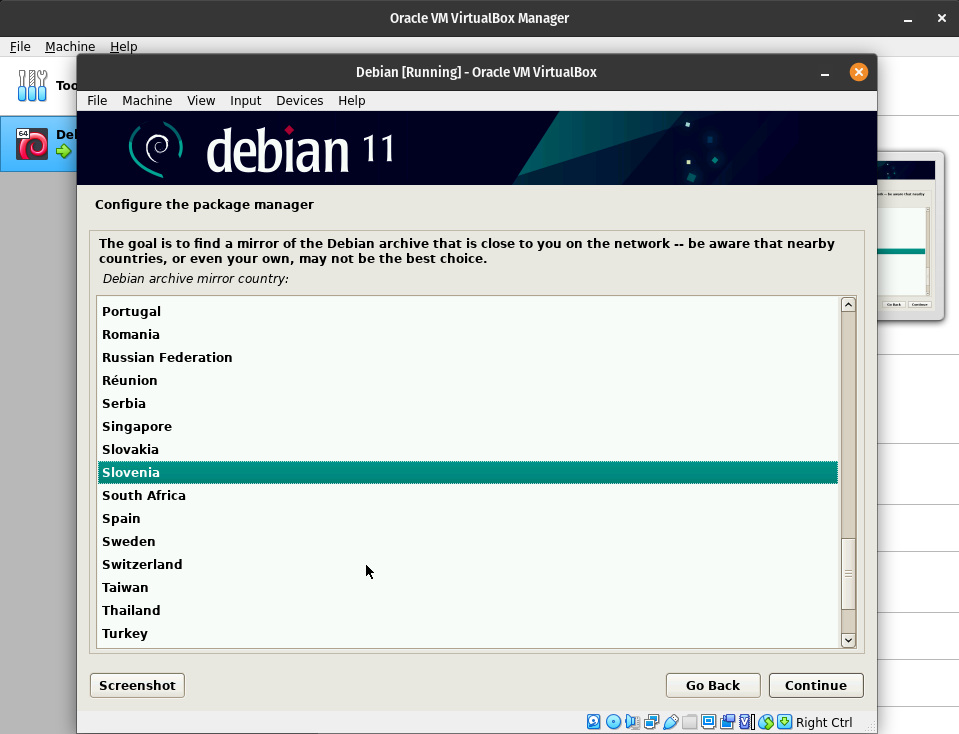 Oracle VM VirtualBox Manager
File Machine Help
Too
64
Deb
Debian [Running] - Oracle VM VirtualBox
File Machine View Input Devices Help
debian 11
Configure the package manager
The goal is to find a mirror of the Debian archive that is close to you on the network -- be aware that nearby
countries, or even your own, may not be the best choice.
Debian archive mirror country:
Portugal
Romania
Russian Federation
Réunion
Serbia
Singapore
Slovakia
Slovenia
South Africa
Spain
Sweden
Switzerland
Taiwan
Thailand
Turkey
Screenshot
Go Back
Continue
Right Ctrl
Go Back
Continue